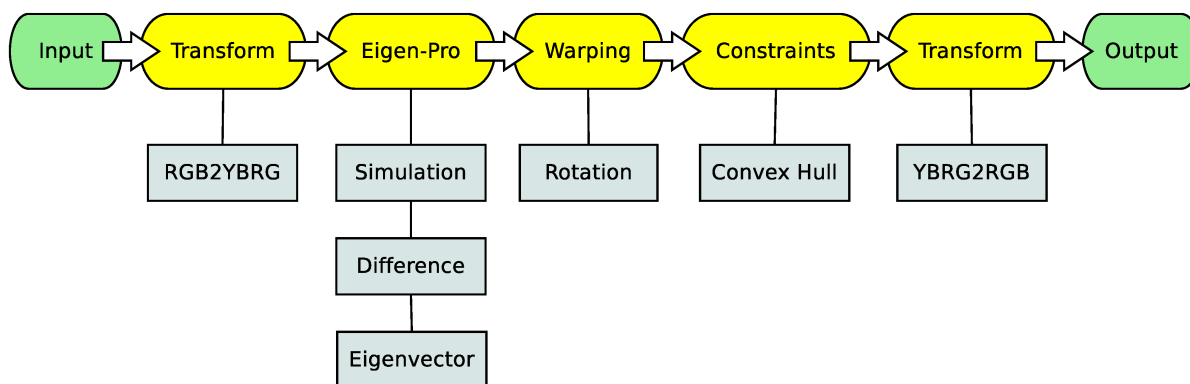 Input
Transform
Eigen-Pro
Warping
Constraints
Transform
Output
RGB2YBRG
Simulation
Rotation
Convex Hull
YBRG2RGB
Difference
Eigenvector